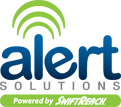 alert
SOLUTIONS
Powered by SWIFTREACH